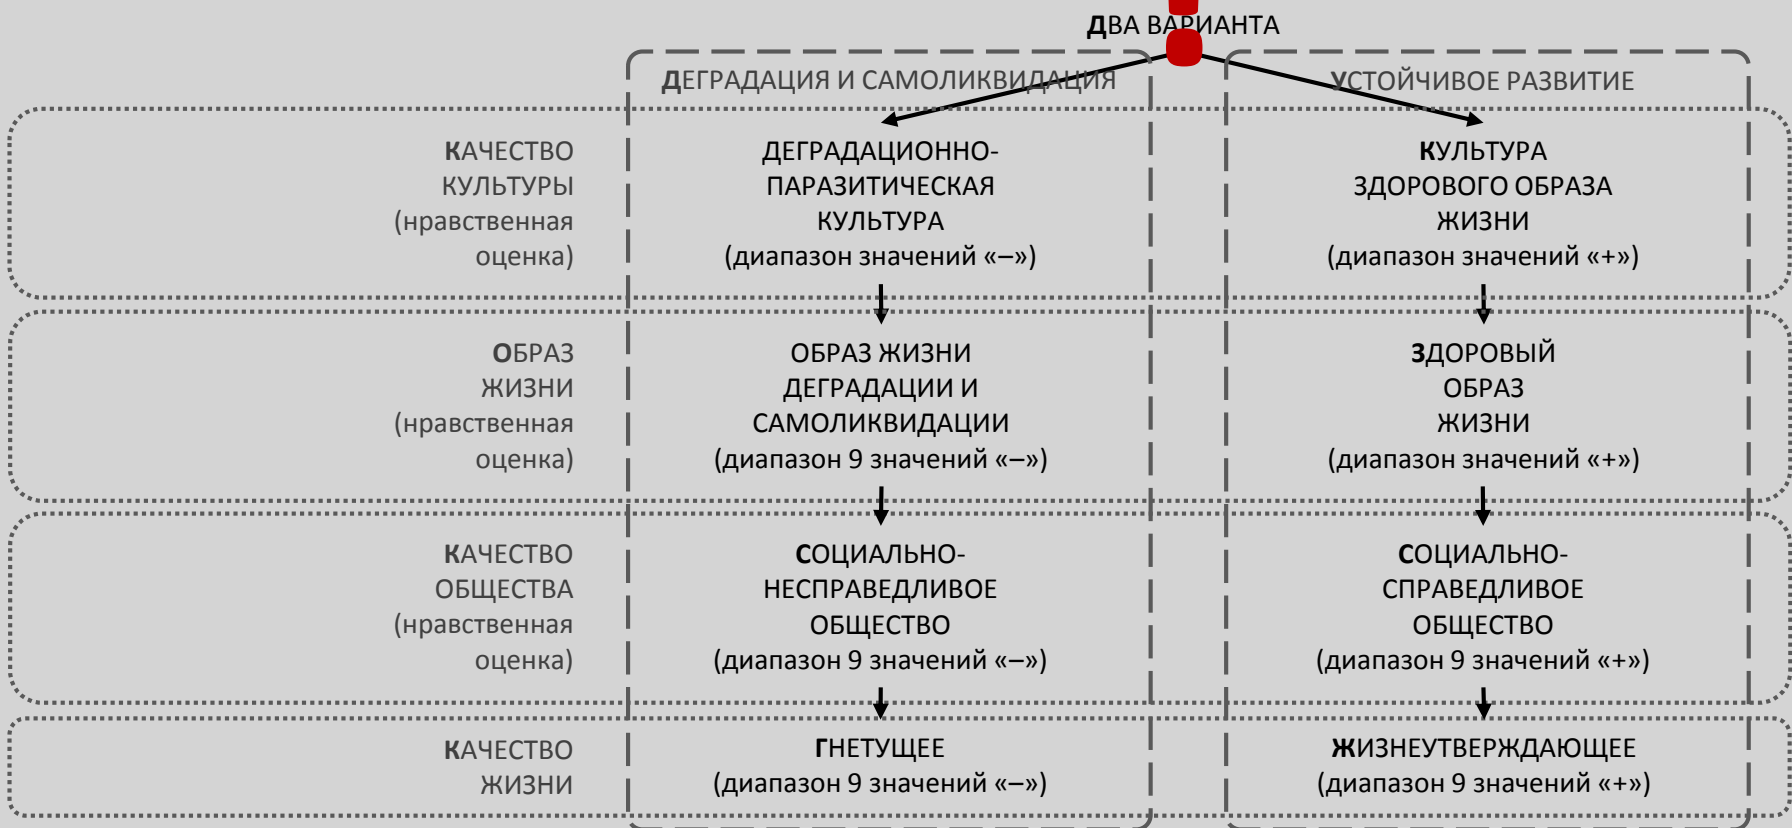 ДВА ВАРИАНТА
ДЕГРАДАЦИЯ И САМОЛИКВИДАЦИЯ
УСТОЙЧИВОЕ РАЗВИТИЕ
КАЧЕСТВО
КУЛЬТУРЫ
(нравственная
оценка)
ДЕГРАДАЦИОННО-
ПАРАЗИТИЧЕСКАЯ
КУЛЬТУРА
(диапазон значений «–»)
КУЛЬТУРА
ЗДОРОВОГО ОБРАЗА
ЖИЗНИ
(диапазон значений «+»)
ОБРАЗ
ЖИЗНИ
(нравственная
оценка)
ОБРАЗ ЖИЗНИ
ДЕГРАДАЦИИ И
САМОЛИКВИДАЦИИ
(диапазон 9 значений «–»)
ЗДОРОВЫЙ
ОБРАЗ
ЖИЗНИ
(диапазон значений «+»)
КАЧЕСТВО
ОБЩЕСТВА
(нравственная
оценка)
СОЦИАЛЬНО-
НЕСПРАВЕДЛИВОЕ
ОБЩЕСТВО
(диапазон 9 значений «–»)
СОЦИАЛЬНО-
СПРАВЕДЛИВОЕ
ОБЩЕСТВО
(диапазон 9 значений «+»)
КАЧЕСТВО
ЖИЗНИ
ГНЕТУЩЕЕ
(диапазон 9 значений «–»)
ЖИЗНЕУТВЕРЖДАЮЩЕЕ
(диапазон 9 значений «+»)